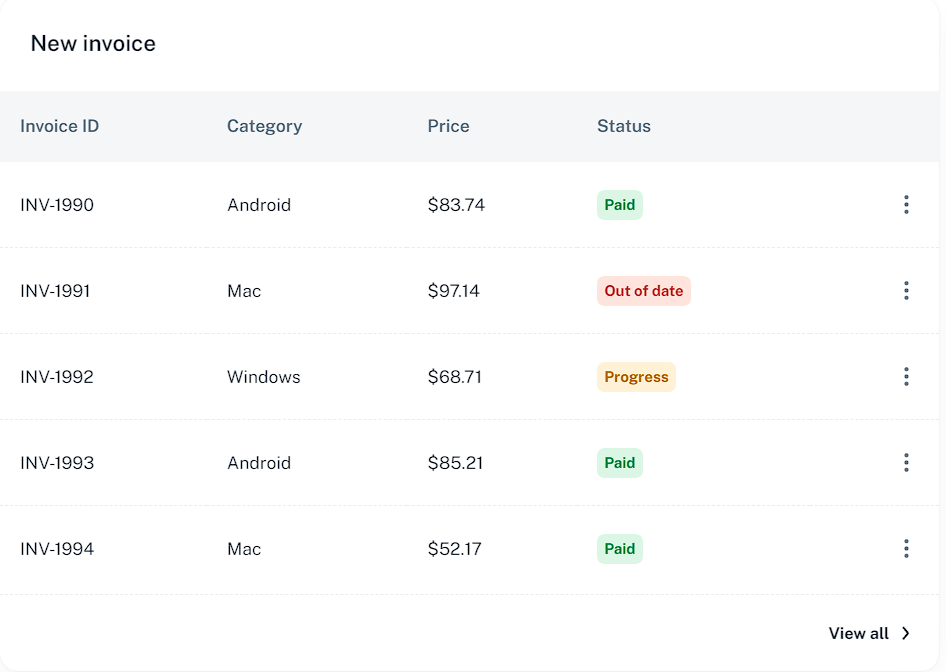 New invoice
Invoice ID Category Price Status
INV-1990 Android $83.74 Paid
INV-1991 Mac $97.14 Out of date
INV-1992 Windows $68.71 Progress
INV-1993 Android $85.21 Paid
INV-1994 Mac $52.17 Paid
View all